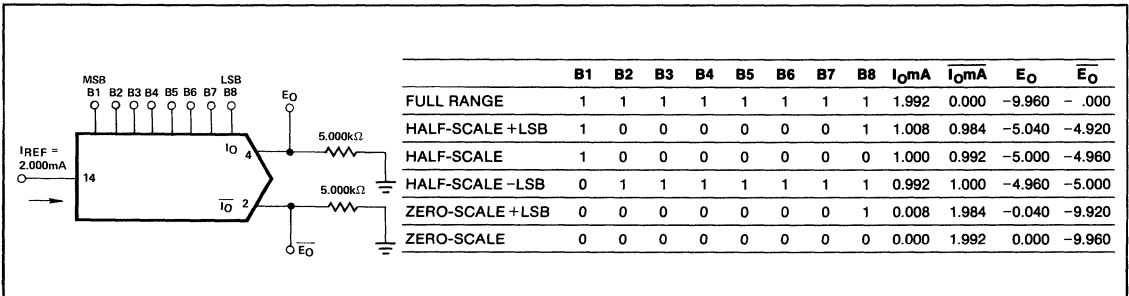 MSB LSB
B1 B2 B3 B4 B5 B6 B7 B8
EO
IREF =
2.000mA
14
IO 4
5.000kΩ
IO 2
5.000kΩ
EO
B1 B2 B3 B4 B5 B6 B7 B8 IOmA IOmA EO EO
FULL RANGE 1 1 1 1 1 1 1 1 1.992 0.000 −9.960 − .000
HALF-SCALE +LSB 1 0 0 0 0 0 0 1 1.008 0.984 −5.040 −4.920
HALF-SCALE 1 0 0 0 0 0 0 0 1.000 0.992 −5.000 −4.960
HALF-SCALE −LSB 0 1 1 1 1 1 1 1 0.992 1.000 −4.960 −5.000
ZERO-SCALE +LSB 0 0 0 0 0 0 0 1 0.008 1.984 −0.040 −9.920
ZERO-SCALE 0 0 0 0 0 0 0 0 0.000 1.992 0.000 −9.960